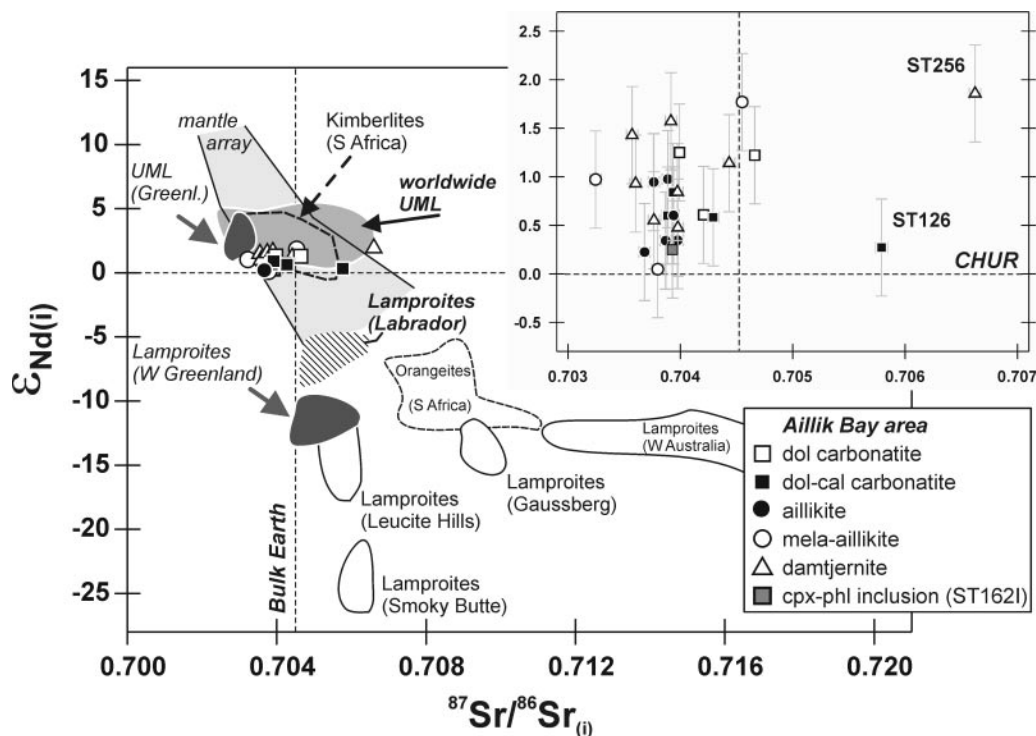 15
10
5
0
-5
-10
-15
-20
-25
εNd(i)
0.700
0.704
0.708
0.712
0.716
0.720
87Sr/86Sr(i)
mantle
array
UML
(Greenl.)
Kimberlites
(S Africa)
worldwide
UML
Lamproites
(Labrador)
Lamproites
(W Greenland)
Orangeites
(S Africa)
Lamproites
(W Australia)
Lamproites
(Gaussberg)
Lamproites
(Leucite Hills)
Lamproites
(Smoky Butte)
Bulk Earth
2.5
2.0
1.5
1.0
0.5
0.0
-0.5
0.703
0.704
0.705
0.706
0.707
ST256
ST126
CHUR
Aillik Bay area
dol carbonatite
dol-cal carbonatite
aillikite
mela-aillikite
damtjernite
cpx-phl inclusion (ST162I)